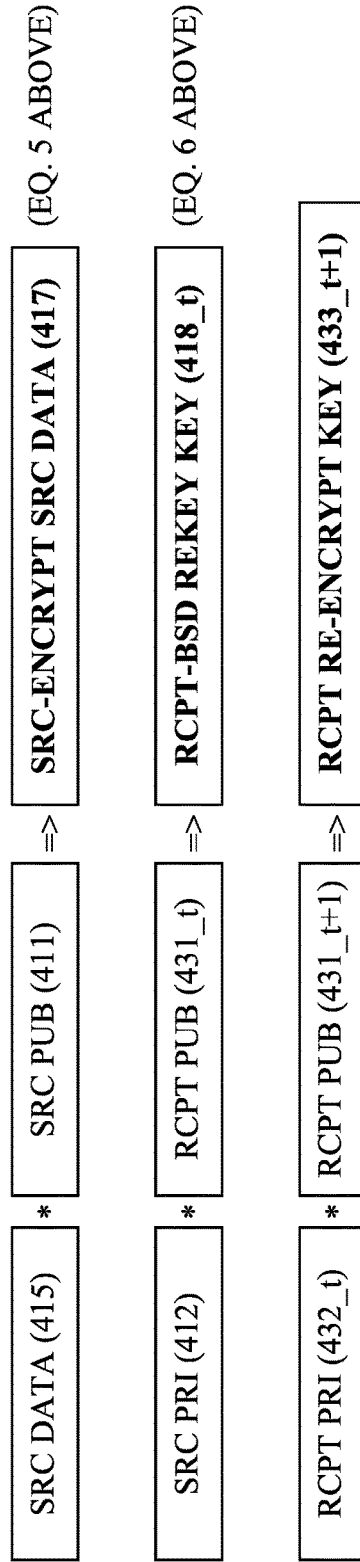 SRC DATA (415) * SRC PUB (411) => SRC-ENCRYPT SRC DATA (417) (EQ. 5 ABOVE)
SRC PRI (412) * RCPT PUB (431_t) => RCPT-BSD REKEY KEY (418_t) (EQ. 6 ABOVE)
RCPT PRI (432_t) * RCPT PUB (431_t+1) => RCPT RE-ENCRYPT KEY (433_t+1)